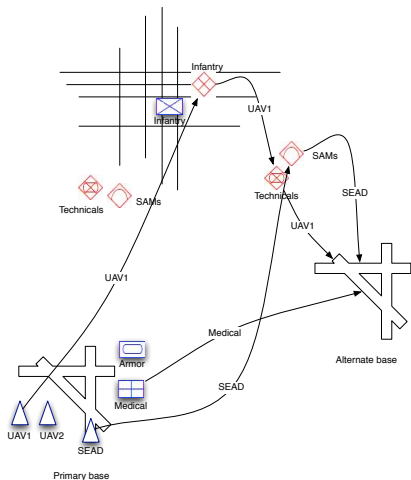 Infantry
UAV1
Infantry
SAMs
Technicals
SEAD
Technicals
SAMs
UAV1
UAV1
Medical
Armor
Alternate base
Medical
SEAD
UAV1
UAV2
SEAD
Primary base